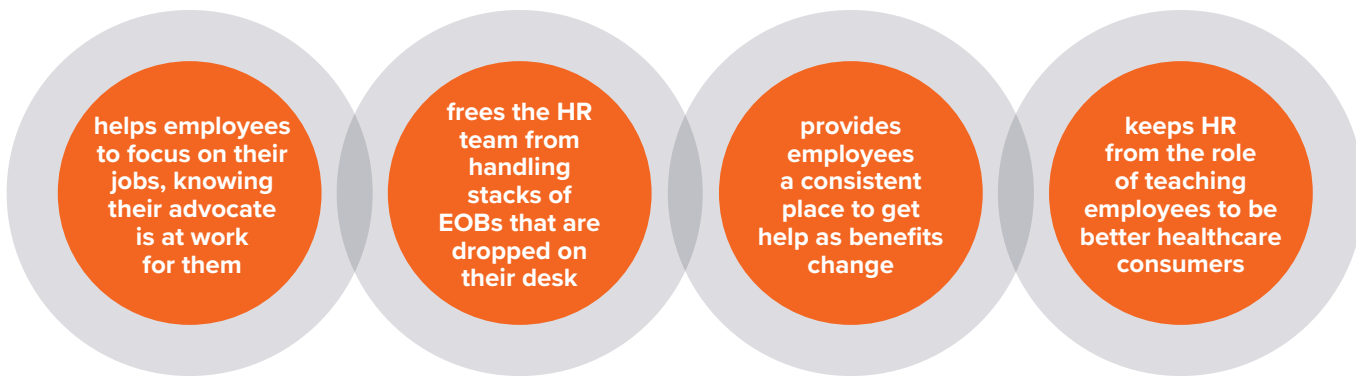 helps employees
to focus on their
jobs, knowing
their advocate
is at work
for them
frees the HR
team from
handling
stacks of
EOBs that are
dropped on
their desk
provides
employees
a consistent
place to get
help as benefits
change
keeps HR
from the role
of teaching
employees to be
better healthcare
consumers